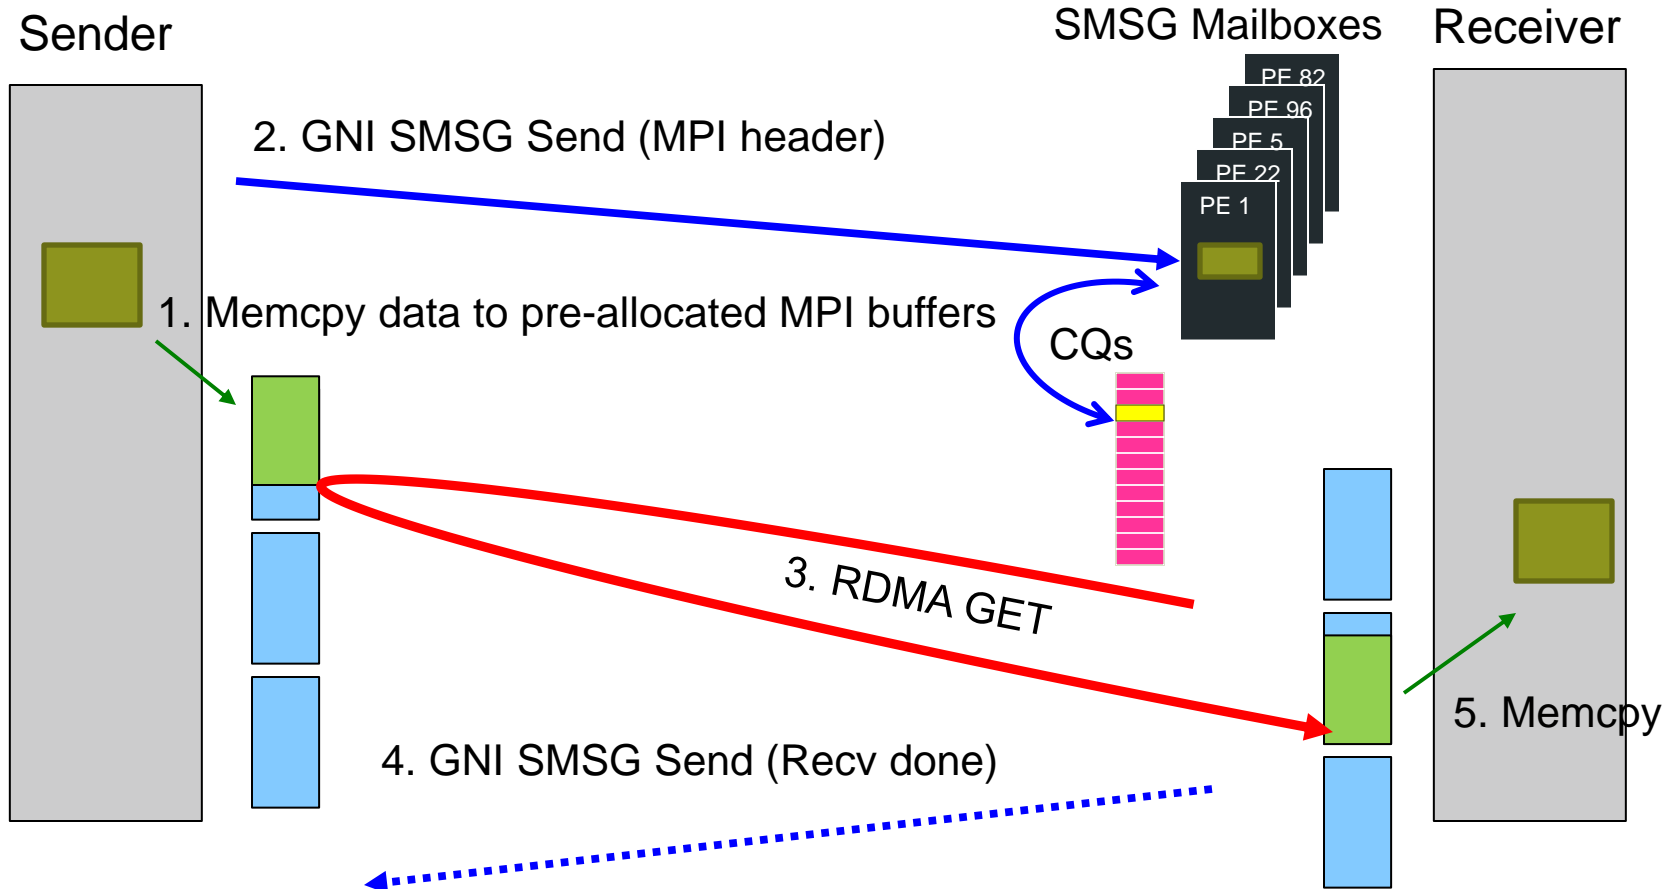 Sender
SMSG Mailboxes
Receiver
PE 82
PE 96
PE 5
PE 22
PE 1
2. GNI SMSG Send (MPI header)
1. Memcpy data to pre-allocated MPI buffers
CQs
3. RDMA GET
5. Memcpy
4. GNI SMSG Send (Recv done)